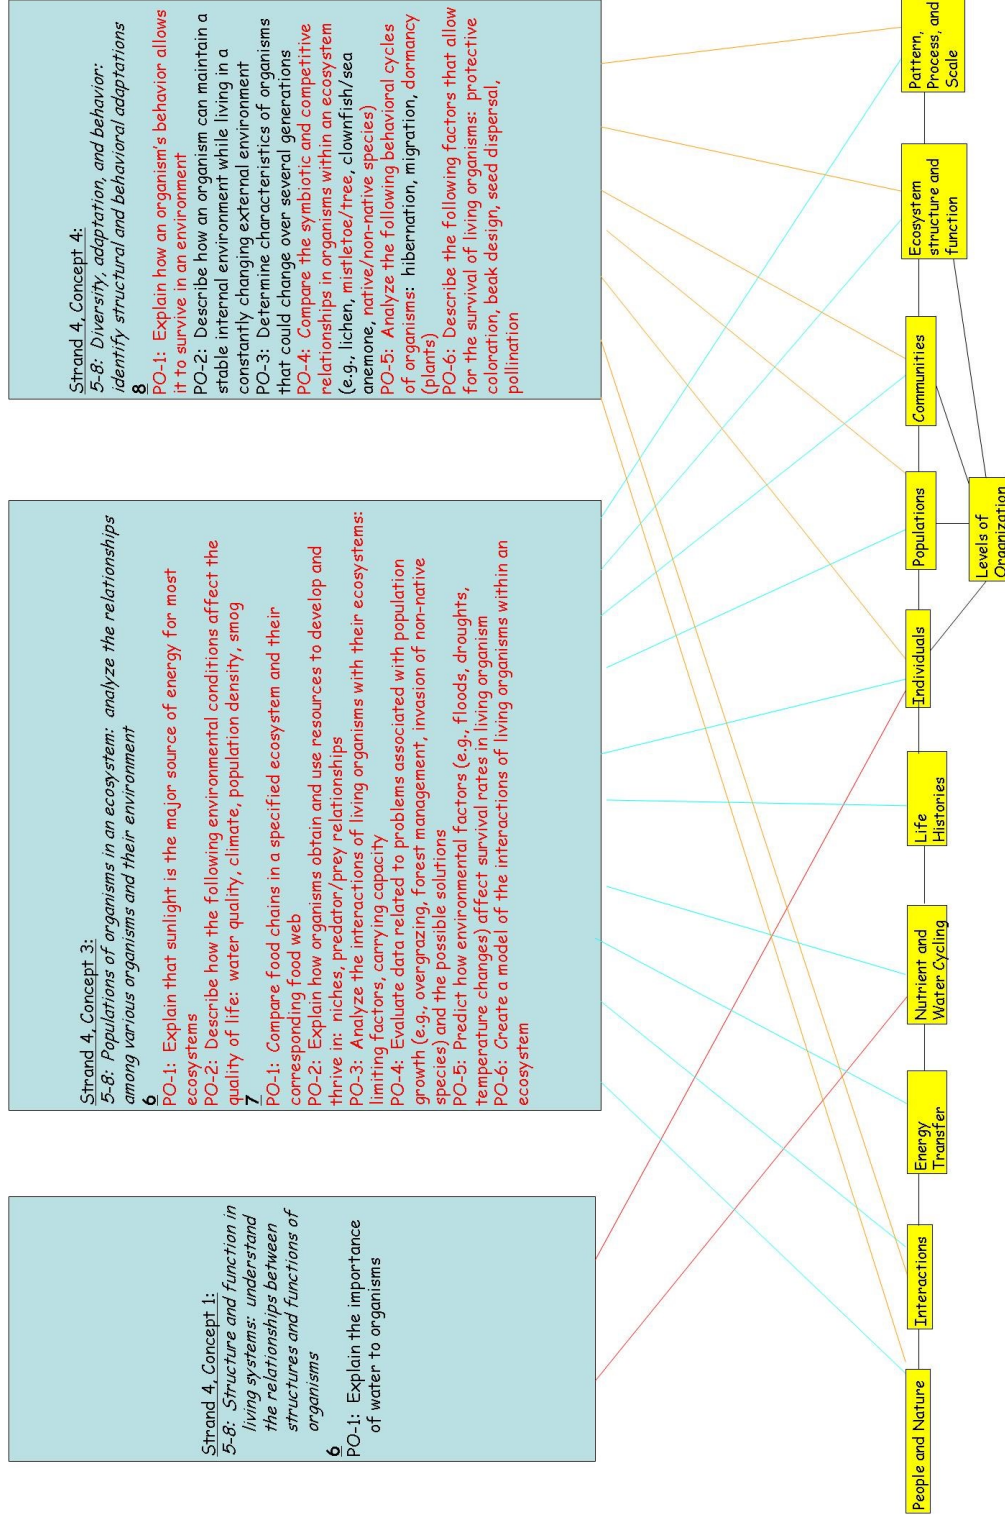 Strand 4, Concept 1:
5-8: Structure and function in
living systems: understand
the relationships between
structures and functions of
organisms
6
PO-1: Explain the importance
of water to organisms
Strand 4, Concept 3:
5-8: Populations of organisms in an ecosystem: analyze the relationships
among various organisms and their environment
6
PO-1: Explain that sunlight is the major source of energy for most
ecosystems
PO-2: Describe how the following environmental conditions affect the
quality of life: water quality, climate, population density, smog
7
PO-1: Compare food chains in a specified ecosystem and their
corresponding food web
PO-2: Explain how organisms obtain and use resources to develop and
thrive in: niches, predator/prey relationships
PO-3: Analyze the interactions of living organisms with their ecosystems:
limiting factors, carrying capacity
PO-4: Evaluate data related to problems associated with population
growth (e.g., overgrazing, forest management, invasion of non-native
species) and the possible solutions
PO-5: Predict how environmental factors (e.g., floods, droughts,
temperature changes) affect survival rates in living organism
PO-6: Create a model of the interactions of living organisms within an
ecosystem
Strand 4, Concept 4:
5-8: Diversity, adaptation, and behavior:
identify structural and behavioral adaptations
8
PO-1: Explain how an organism's behavior allows
it to survive in an environment
PO-2: Describe how an organism can maintain a
stable internal environment while living in a
constantly changing external environment
PO-3: Determine characteristics of organisms
that could change over several generations
PO-4: Compare the symbiotic and competitive
relationships in organisms within an ecosystem
(e.g., lichen, mistletoe/tree, clownfish/sea
anemone, native/non-native species)
PO-5: Analyze the following behavioral cycles
of organisms: hibernation, migration, dormancy
(plants)
PO-6: Describe the following factors that allow
for the survival of living organisms: protective
coloration, beak design, seed dispersal,
pollination
People and Nature
Interactions
Energy
Transfer
Nutrient and
Water Cycling
Life
Histories
Individuals
Populations
Communities
Ecosystem
structure and
function
Pattern,
Process, and
Scale
Levels of
Organization